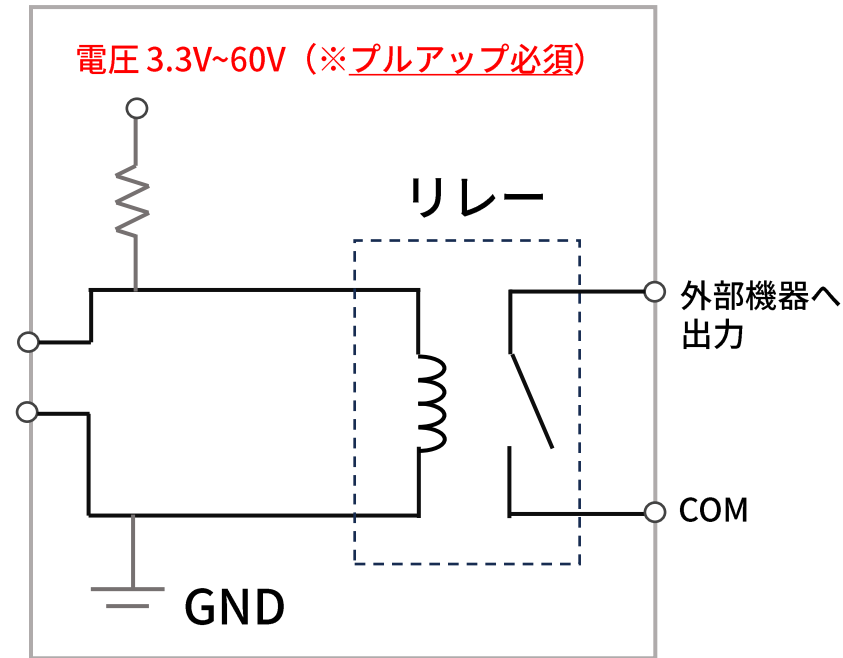 電圧 3.3V~60V（※プルアップ必須）
リレー
外部機器へ
出力
COM
GND